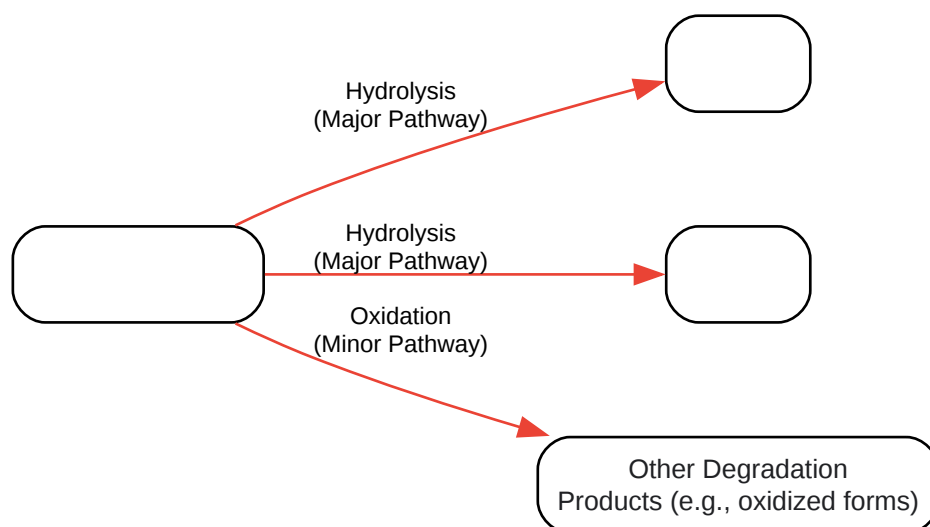 Hydrolysis
(Major Pathway)
Hydrolysis
(Major Pathway)
Oxidation
(Minor Pathway)
Other Degradation
Products (e.g., oxidized forms)